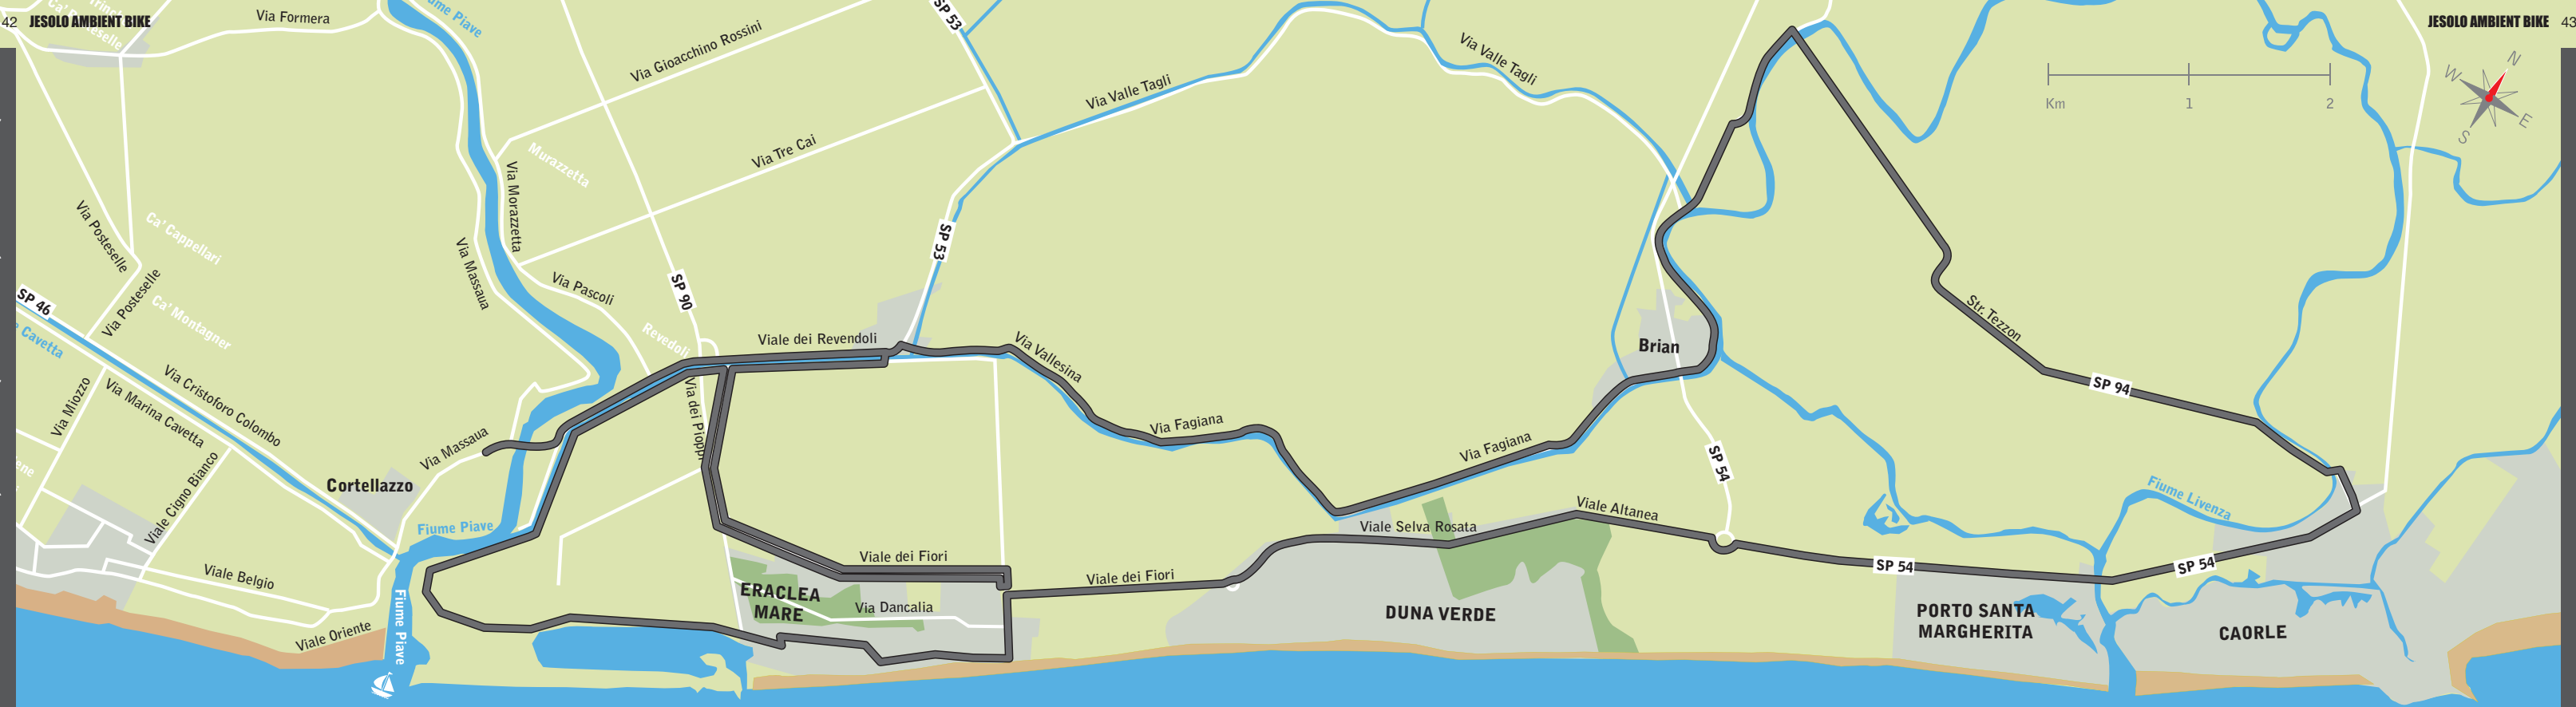 42 JESOLO AMBIENT BIKE
JESOLO AMBIENT BIKE 43
Via Formera
Fiume Piave
SP 53
Via Gioacchino Rossini
Via Valle Tagli
Via Valle Tagli
Km 1 2
N
W
E
S
Via Tre Cai
Murazzetta
Via Morazzetta
Via Massaua
Via Posteselle
Ca' Cappellari
Via Posteselle
Ca' Montagner
SP 46
Cavetta
SP 53
SP 90
Via Pascoli
Revedoli
Viale dei Revendoli
Via Vallesina
Brian
Str. Tezzon
SP 94
Via Miozzo
Via Marina Cavetta
Via Cristoforo Colombo
Via dei Pioppi
Via Fagiana
Via Fagiana
SP 54
Via Massaua
Cortellazzo
Viale Cigno Bianco
Fiume Piave
Fiume Livenza
Viale Altanea
Viale Selva Rosata
Viale dei Fiori
Viale dei Fiori
SP 54
SP 54
Viale Belgio
ERACLEA
MARE
Via Dancalia
DUNA VERDE
PORTO SANTA
MARGHERITA
CAORLE
Viale Oriente
Fiume Piave